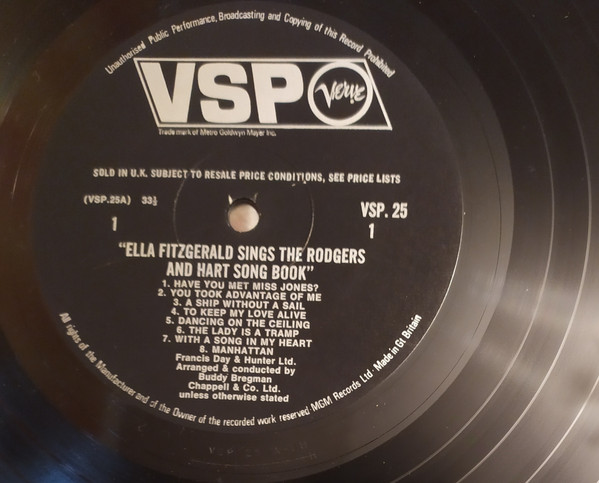 Unauthorised Public Performance, Broadcasting and Copying of this Record Prohibited
VSP Verve
Trade mark of Metro Goldwyn Mayer Inc.
SOLD IN U.K. SUBJECT TO RESALE PRICE CONDITIONS, SEE PRICE LISTS
(VSP.25A) 33⅓
VSP. 25
1
1
"ELLA FITZGERALD SINGS THE RODGERS
AND HART SONG BOOK"
1. HAVE YOU MET MISS JONES?
2. YOU TOOK ADVANTAGE OF ME
3. A SHIP WITHOUT A SAIL
4. TO KEEP MY LOVE ALIVE
5. DANCING ON THE CEILING
6. THE LADY IS A TRAMP
7. WITH A SONG IN MY HEART
8. MANHATTAN
Francis Day & Hunter Ltd.
Arranged & conducted by
Buddy Bregman
Chappell & Co. Ltd.
unless otherwise stated
All rights of the Manufacturer and of the Owner of the recorded work reserved MGM Records Ltd · Made in Gt Britain